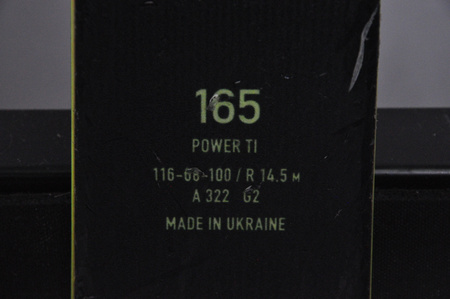 165
POWER TI
116-68-100 / R 14.5 M
A 322 G2
MADE IN UKRAINE